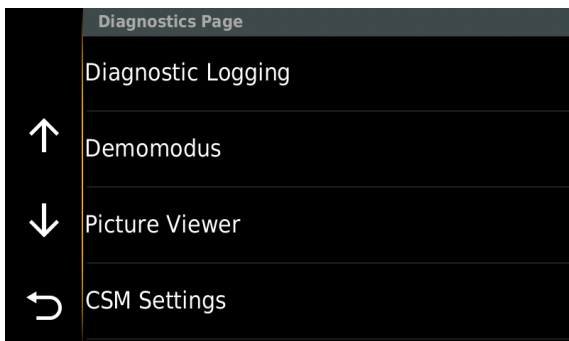 Diagnostics Page
Diagnostic Logging
Demomodus
Picture Viewer
CSM Settings